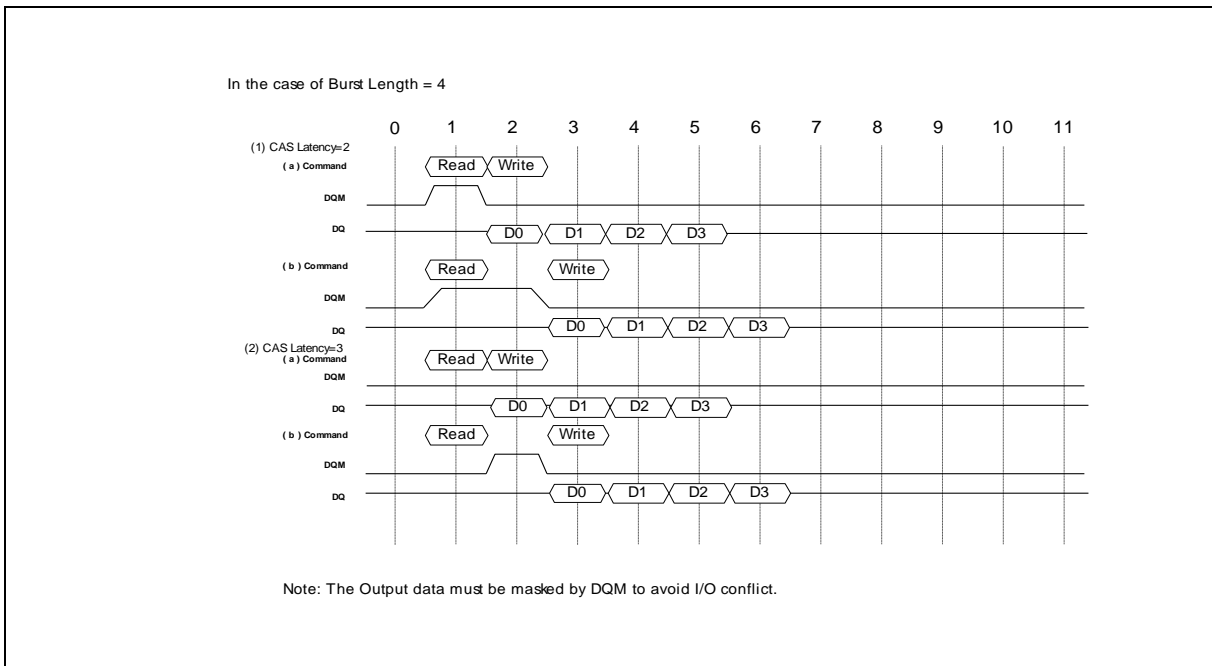 In the case of Burst Length = 4
0 1 2 3 4 5 6 7 8 9 10 11
(1) CAS Latency=2
( a ) Command Read Write
DQM
DQ D0 D1 D2 D3
( b ) Command Read Write
DQM
DQ D0 D1 D2 D3
(2) CAS Latency=3
( a ) Command Read Write
DQM
DQ D0 D1 D2 D3
( b ) Command Read Write
DQM
DQ D0 D1 D2 D3
Note: The Output data must be masked by DQM to avoid I/O conflict.